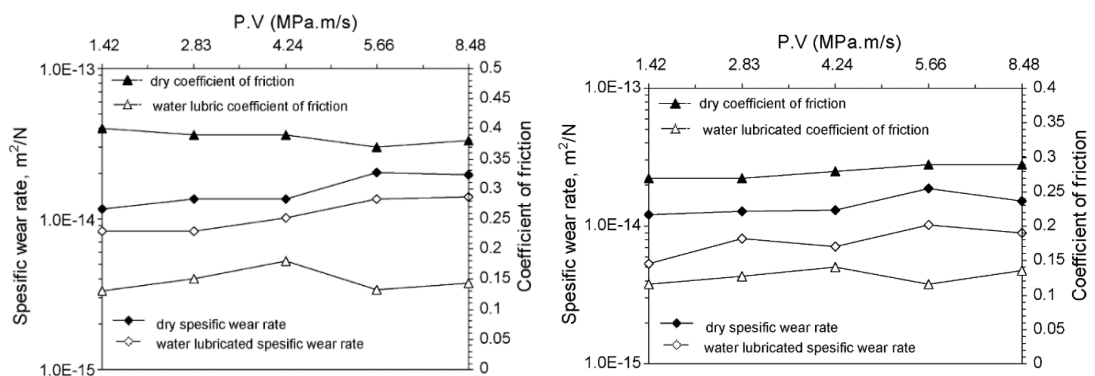 P.V (MPa.m/s)
1.42 2.83 4.24 5.66 8.48
1.0E-13
1.0E-14
1.0E-15
Spesific wear rate, m²/N
0.5
0.45
0.4
0.35
0.3
0.25
0.2
0.15
0.1
0.05
0
Coefficient of friction
dry coefficient of friction
water lubric coefficient of friction
dry spesific wear rate
water lubricated spesific wear rate
P.V (MPa.m/s)
1.42 2.83 4.24 5.66 8.48
1.0E-13
1.0E-14
1.0E-15
Spesific wear rate, m²/N
0.4
0.35
0.3
0.25
0.2
0.15
0.1
0.05
0
Coefficient of friction
dry coefficient of friction
water lubricated coefficient of friction
dry spesific wear rate
water lubricated spesific wear rate